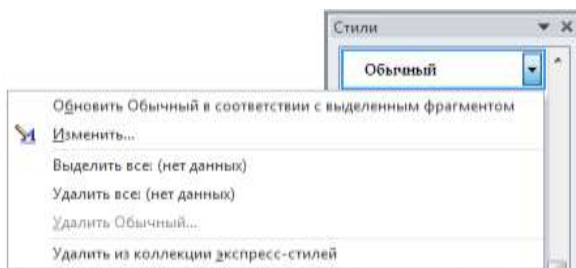 Стили
Обычный
Обновить Обычный в соответствии с выделенным фрагментом
Изменить...
Выделить все: (нет данных)
Удалить все: (нет данных)
Удалить Обычный...
Удалить из коллекции экспресс-стилей